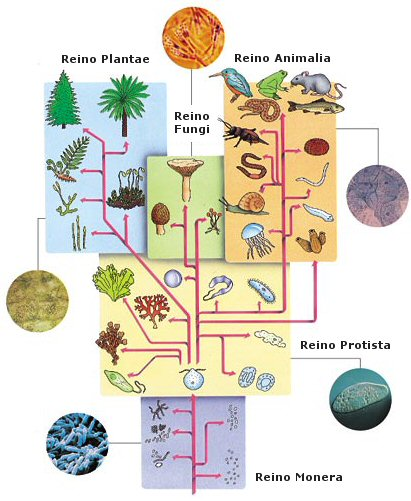 Reino Plantae
Reino Animalia
Reino
Fungi
Reino Protista
Reino Monera